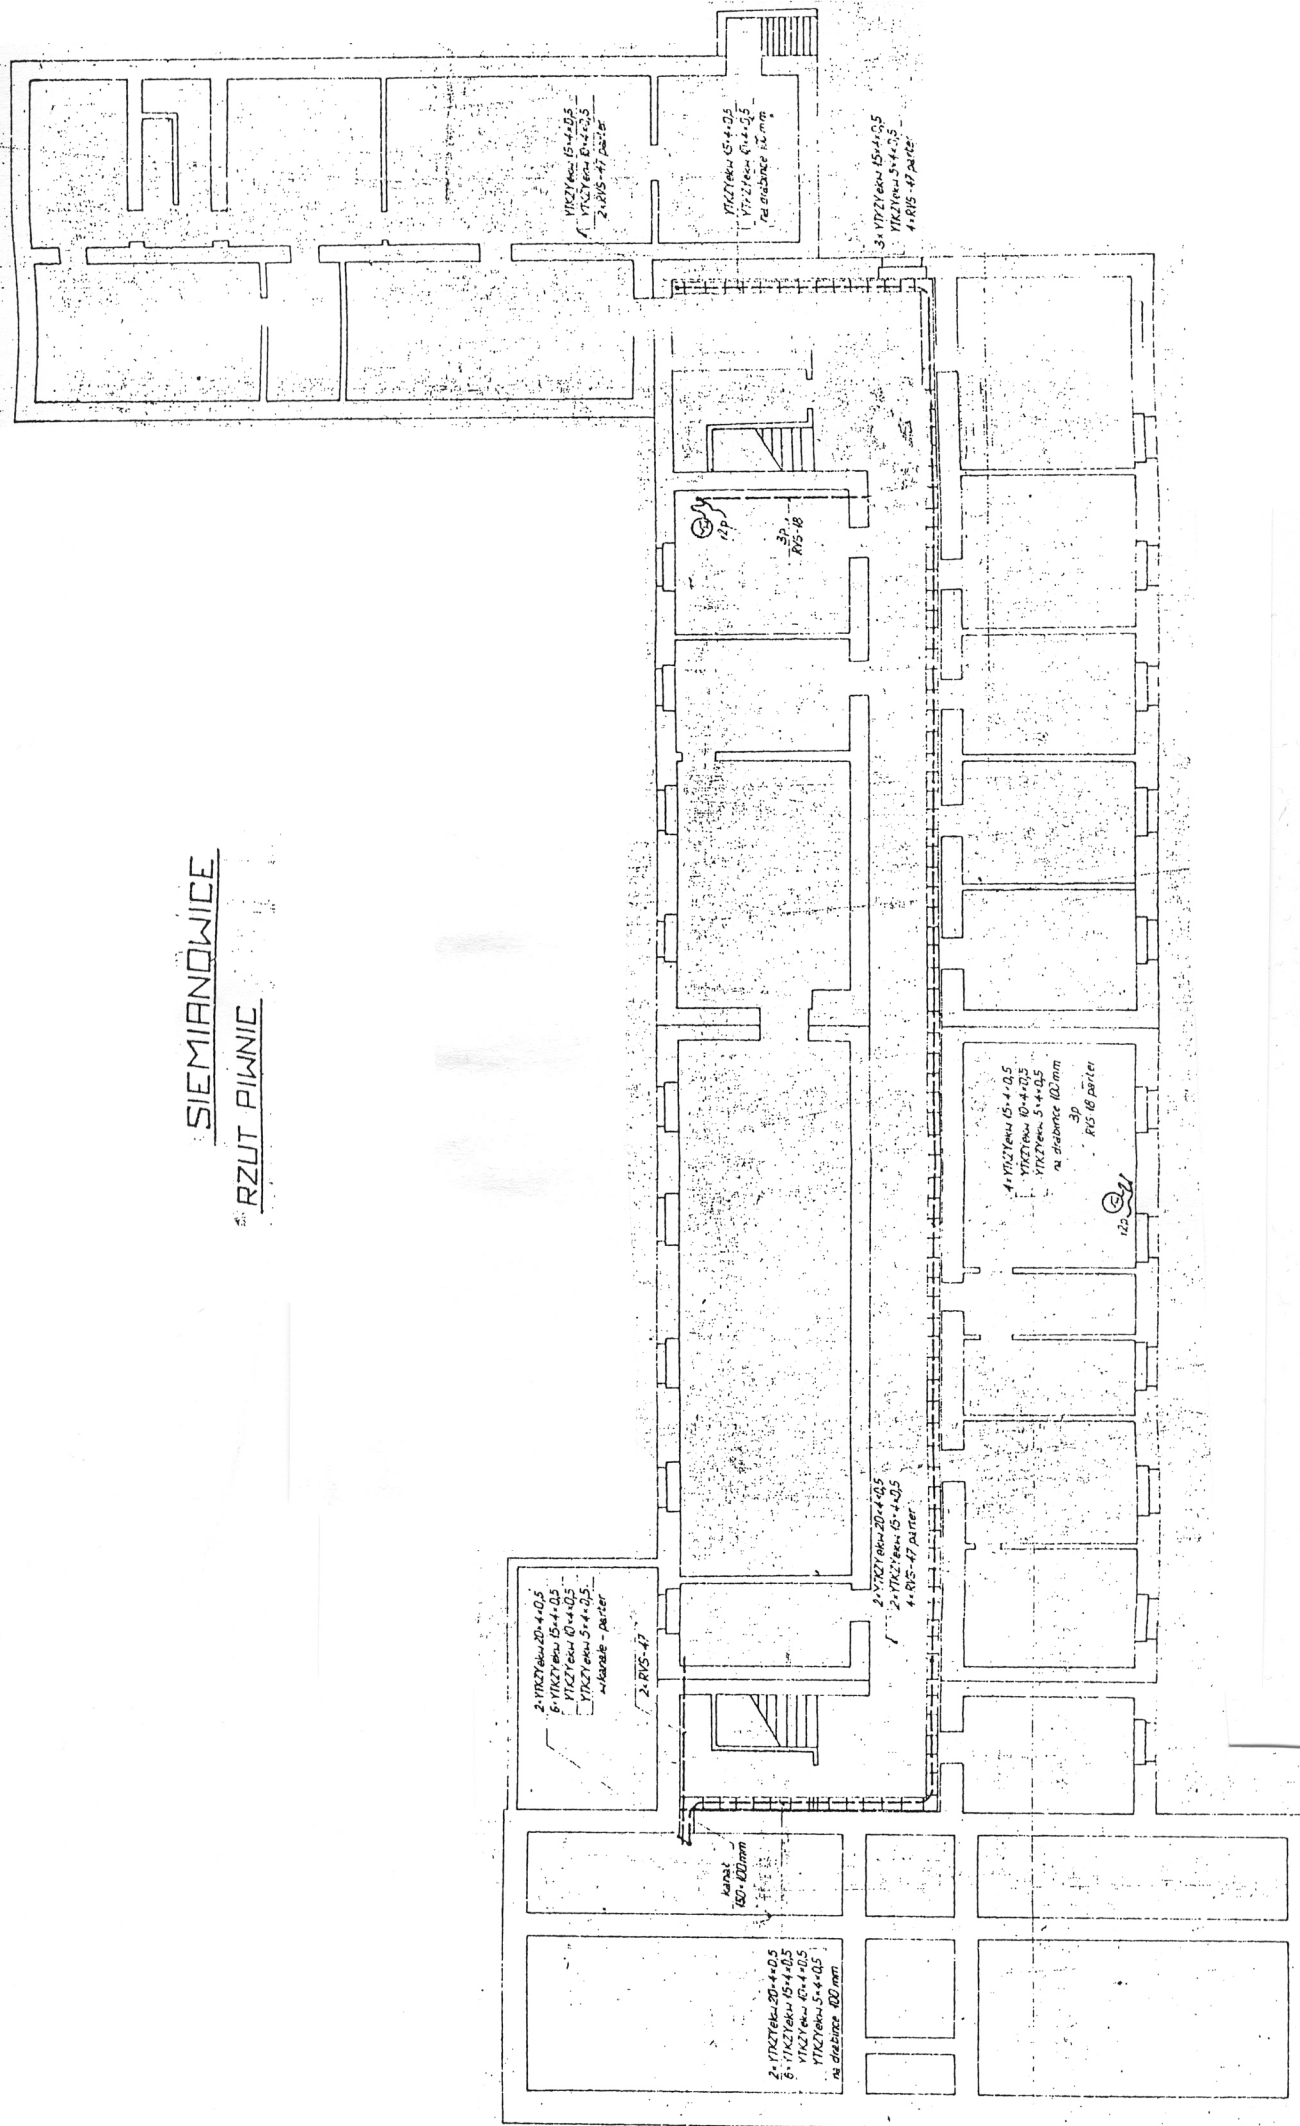 SIEMIANOWICE
RZUT PIWNIC
YTKZYekw 15×4×0,5
YTKZYekw 10×4×0,5
2×RVS-47 parter
YTKZYekw 15×4×0,5
YTKZYekw 10×4×0,5
na drabince
3×YTKZYekw 15×4×0,5
YTKZYekw 5×4×0,5
4×RVS-47 parter
12p
3p
RVS-18
4×YTKZYekw 15×4×0,5
YTKZYekw 10×4×0,5
YTKZYekw 5×4×0,5
na drabince 100mm
3p
RVS-18 parter
12p
2×YTKZYekw 20×4×0,5
2×YTKZYekw 15×4×0,5
4×RVS-47 parter
2×YTKZYekw 20×4×0,5
6×YTKZYekw 15×4×0,5
YTKZYekw 10×4×0,5
YTKZYekw 5×4×0,5
w kanale - parter
2×RVS-47
kanał
150×100mm
2×YTKZYekw 20×4×0,5
6×YTKZYekw 15×4×0,5
YTKZYekw 10×4×0,5
YTKZYekw 5×4×0,5
na drabince 100mm